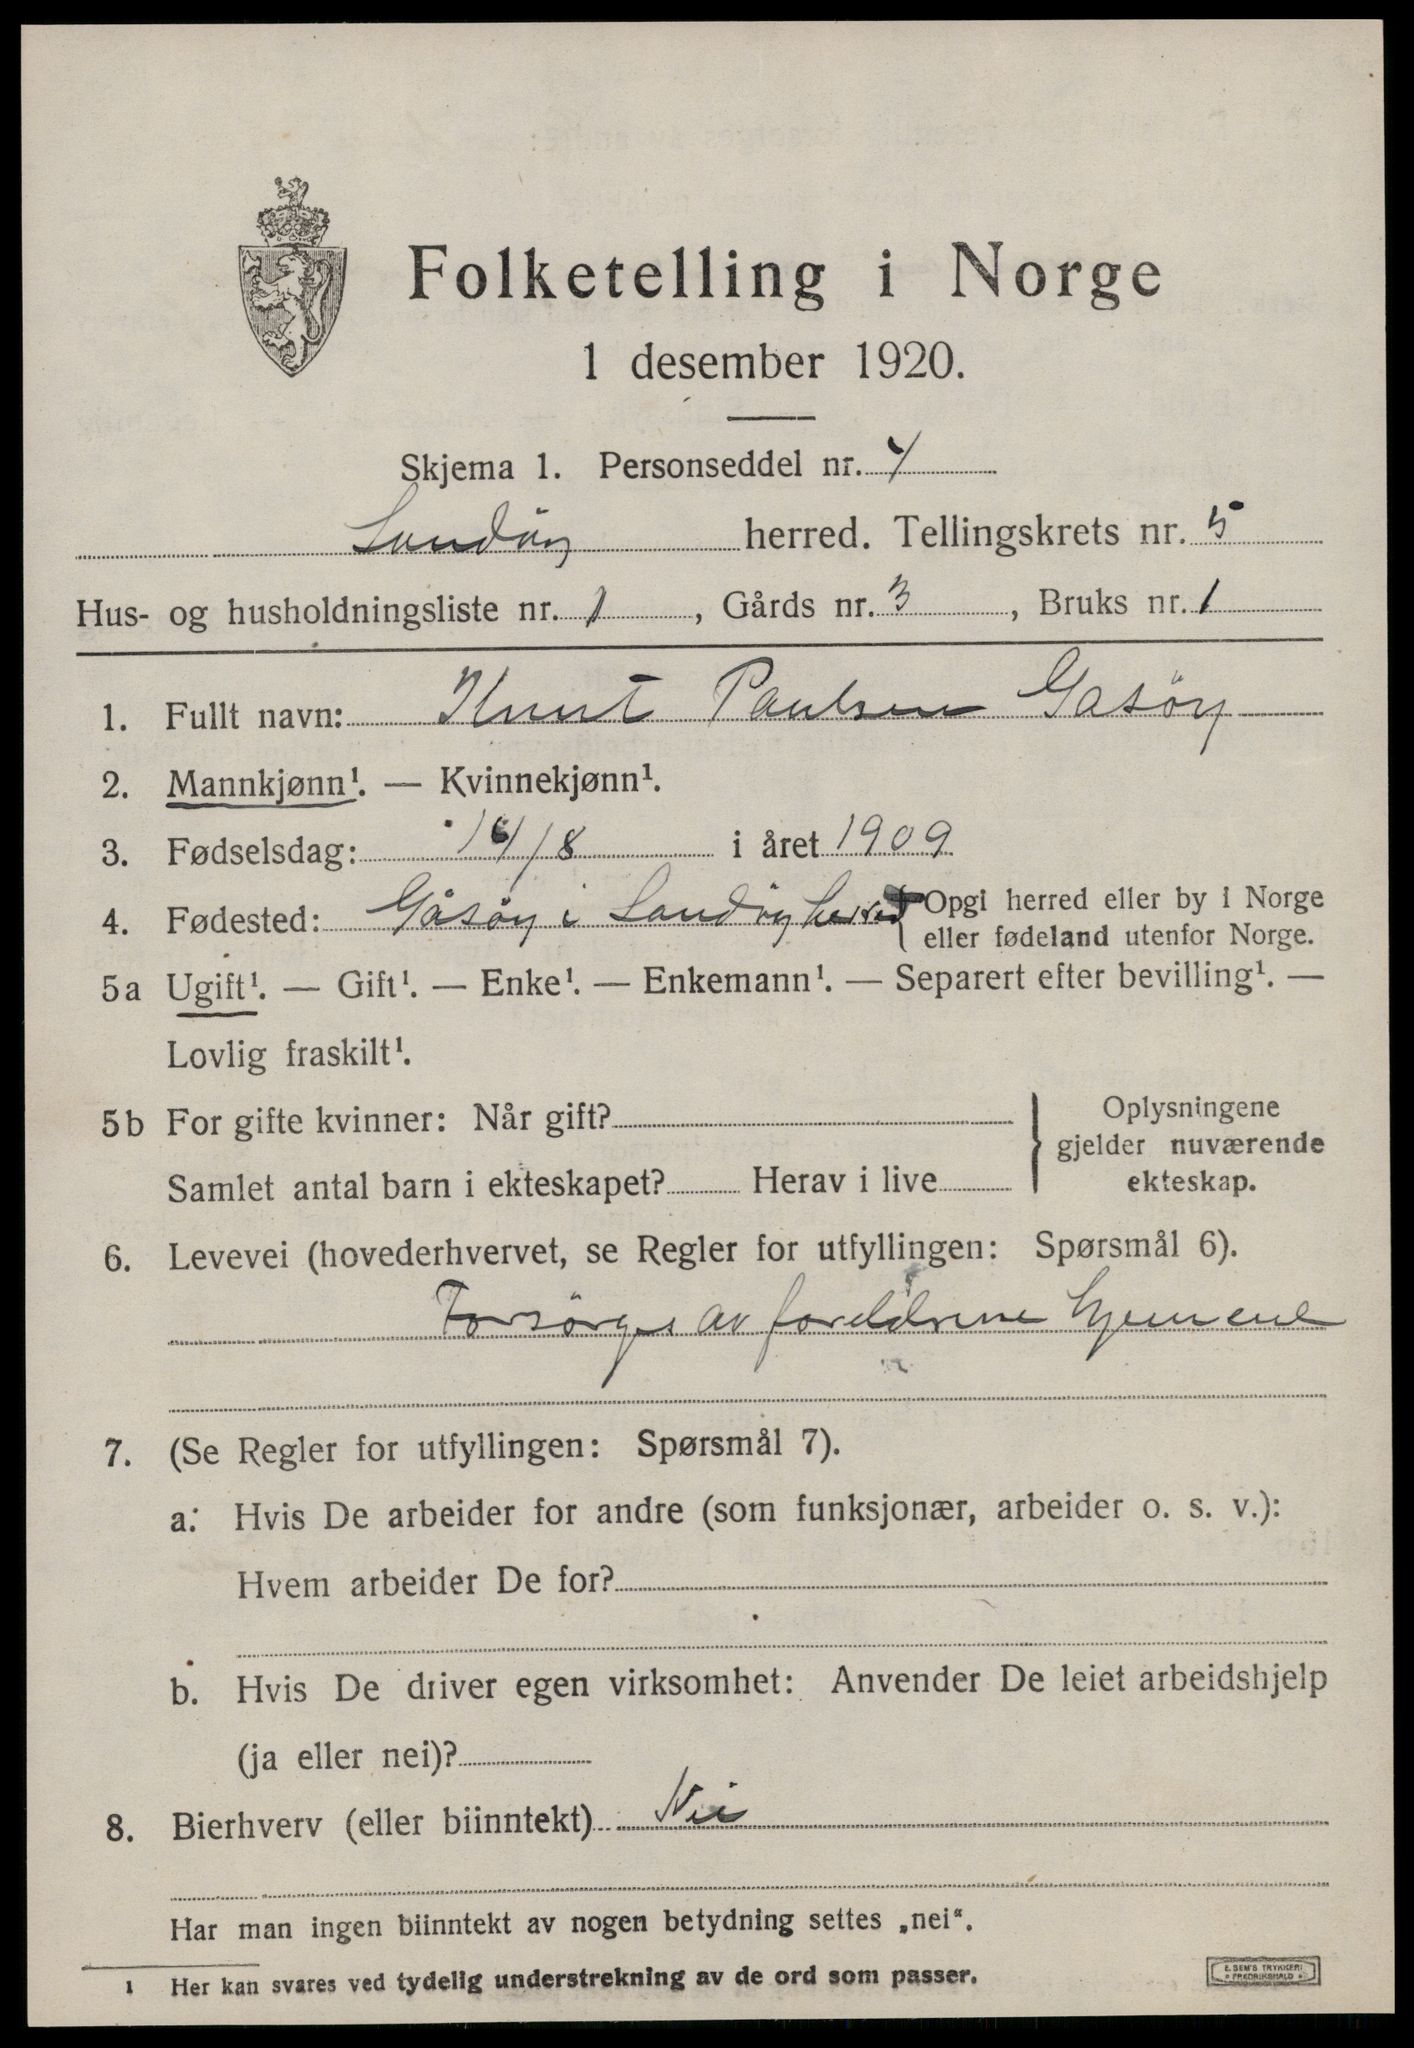 Folketelling i Norge
1 desember 1920.
Skjema 1. Personseddel nr. 4
Sandøy herred. Tellingskrets nr. 5
Hus- og husholdningsliste nr. 1, Gårds nr. 3, Bruks nr. 1
1. Fullt navn: Knut Paulsen Gåsøy
2. Mannkjønn¹. — Kvinnekjønn¹.
3. Fødselsdag: 16/8 i året 1909
4. Fødested: Gåsøy i Sandøy herred { Opgi herred eller by i Norge
eller fødeland utenfor Norge.
5a Ugift¹. — Gift¹. — Enke¹. — Enkemann¹. — Separert efter bevilling¹. —
Lovlig fraskilt¹.
5b For gifte kvinner: Når gift? } Oplysningene
gjelder nuværende
Samlet antal barn i ekteskapet? Herav i live ekteskap.
6. Levevei (hovederhvervet, se Regler for utfyllingen: Spørsmål 6).
Forsørges av foreldrene
7. (Se Regler for utfyllingen: Spørsmål 7).
a: Hvis De arbeider for andre (som funksjonær, arbeider o. s. v.):
Hvem arbeider De for?
b. Hvis De driver egen virksomhet: Anvender De leiet arbeidshjelp
(ja eller nei)?
8. Bierhverv (eller biinntekt) Nei
Har man ingen biinntekt av nogen betydning settes „nei“.
1 Her kan svares ved tydelig understrekning av de ord som passer.
E. SEM'S TRYKKERI
FREDRIKSHALD